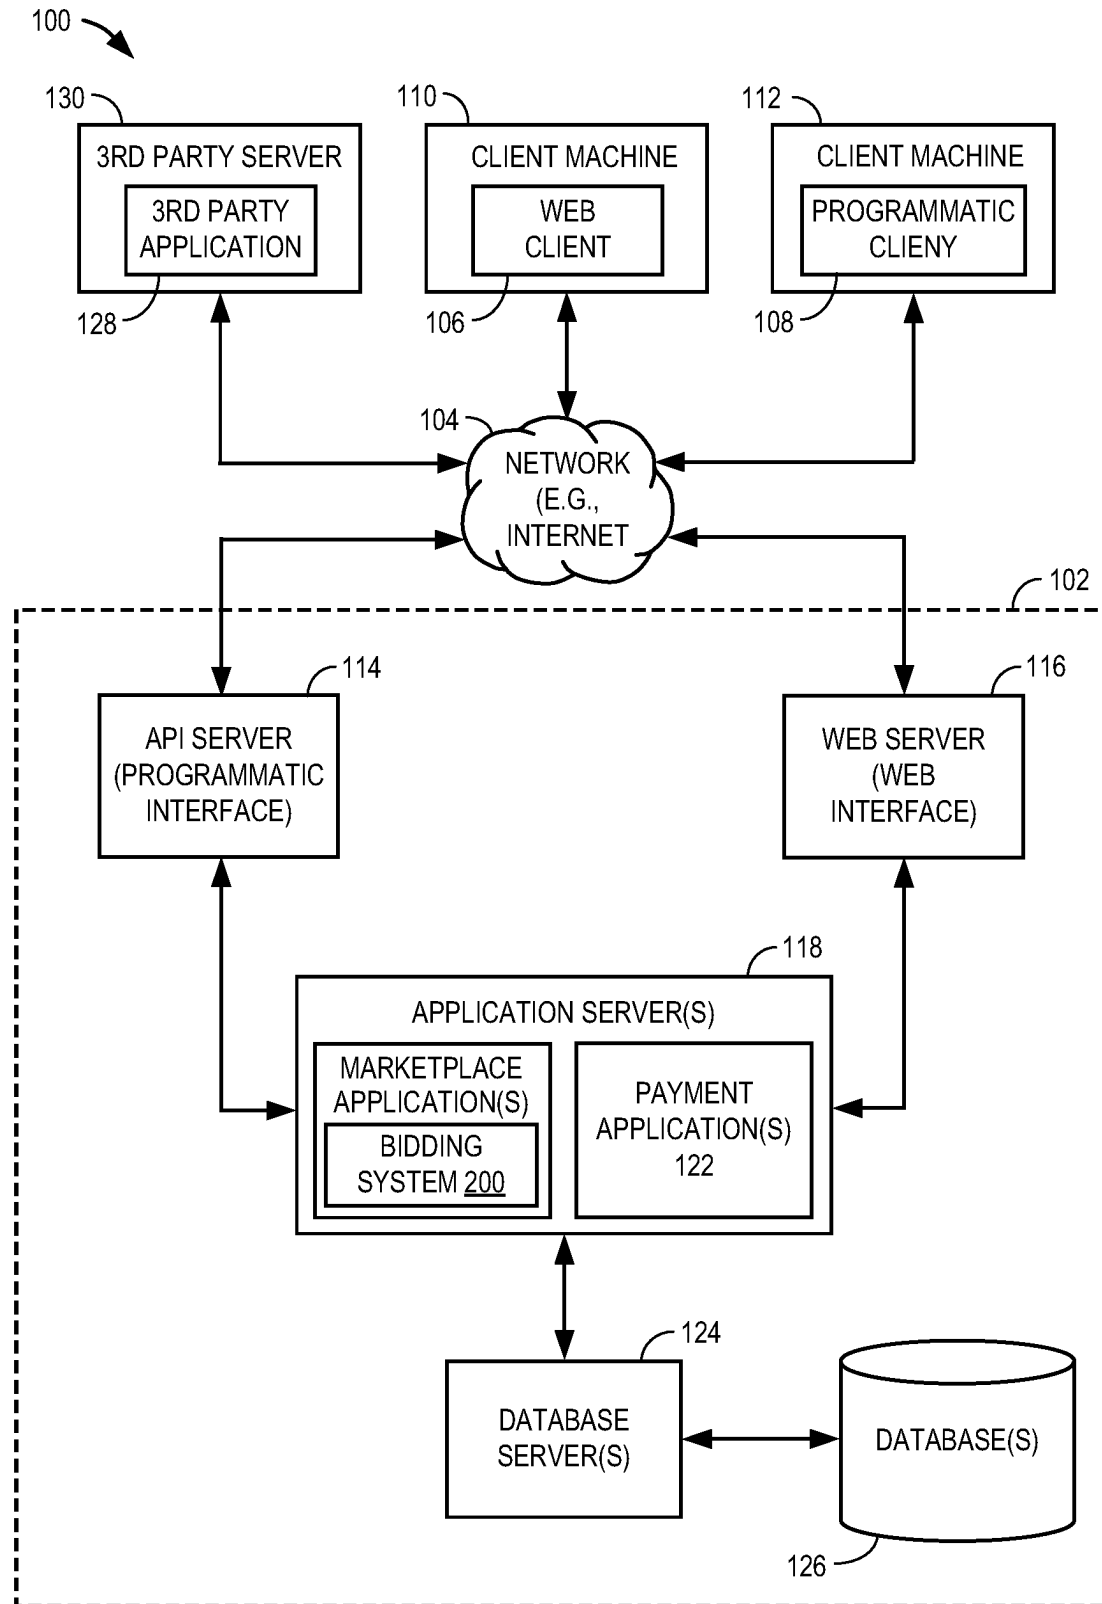 100
130
110
112
3RD PARTY SERVER
CLIENT MACHINE
CLIENT MACHINE
3RD PARTY
APPLICATION
WEB
CLIENT
PROGRAMMATIC
CLIENY
128
106
108
104
NETWORK
(E.G.,
INTERNET
102
114
116
API SERVER
(PROGRAMMATIC
INTERFACE)
WEB SERVER
(WEB
INTERFACE)
118
APPLICATION SERVER(S)
MARKETPLACE
APPLICATION(S)
BIDDING
SYSTEM 200
PAYMENT
APPLICATION(S)
122
124
DATABASE
SERVER(S)
DATABASE(S)
126